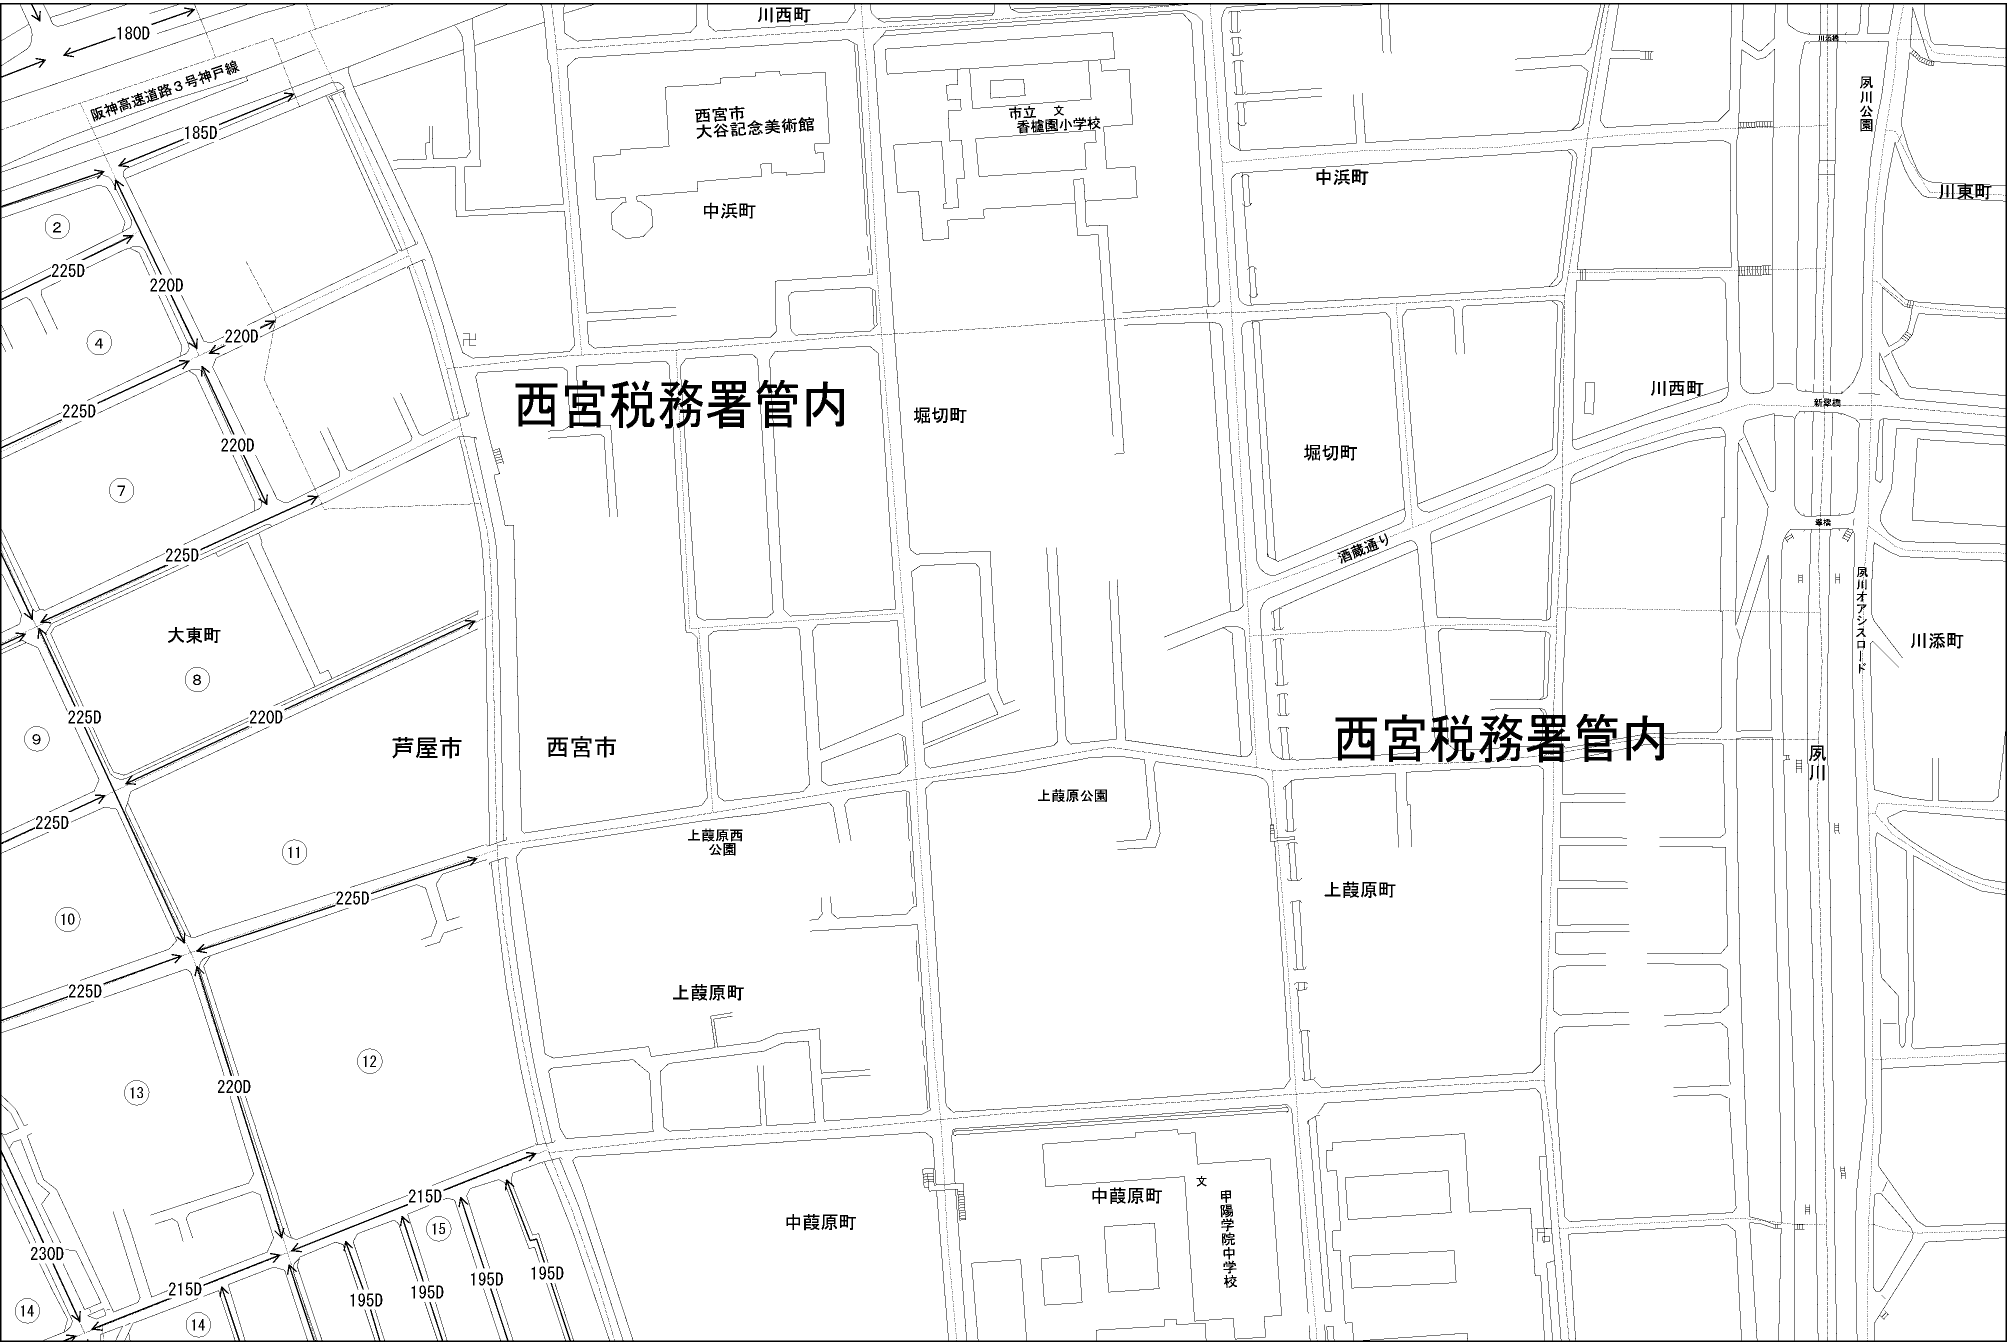 川西町
180D
阪神高速道路3号神戸線
185D
西宮市
大谷記念美術館
市立 文
香櫨園小学校
夙川公園
中浜町
中浜町
川東町
②
225D
220D
④
220D
225D
220D
西宮税務署管内
堀切町
川西町
堀切町
⑦
225D
酒蔵通り
夙川オアシスロード
大東町
⑧
川添町
225D
220D
⑨
芦屋市
西宮市
西宮税務署管内
夙川
上葭原公園
225D
上葭原西
公園
⑪
225D
上葭原町
⑩
225D
上葭原町
⑫
220D
⑬
215D
中葭原町
文
甲陽学院中学校
中葭原町
⑮
230D
215D
195D
195D
195D
195D
⑭
⑭